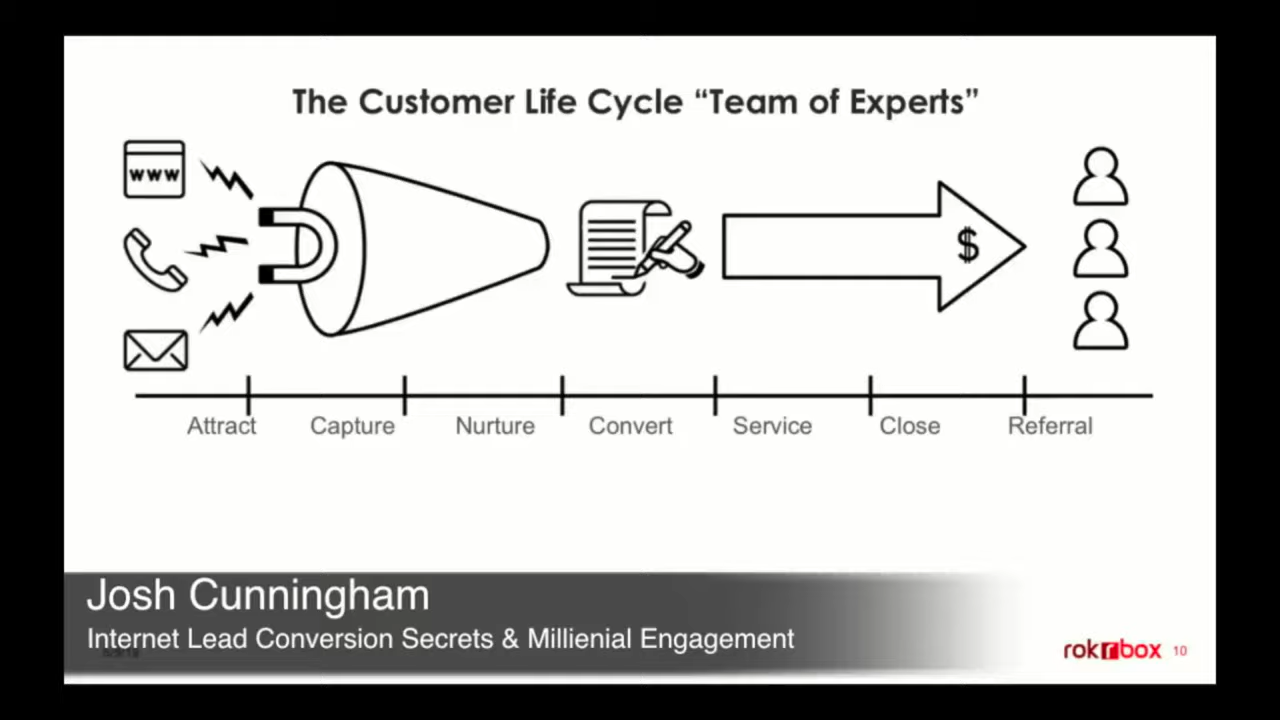 The Customer Life Cycle “Team of Experts”
www
$
Attract Capture Nurture Convert Service Close Referral
Josh Cunningham
Internet Lead Conversion Secrets & Millienial Engagement
rokrbox 10